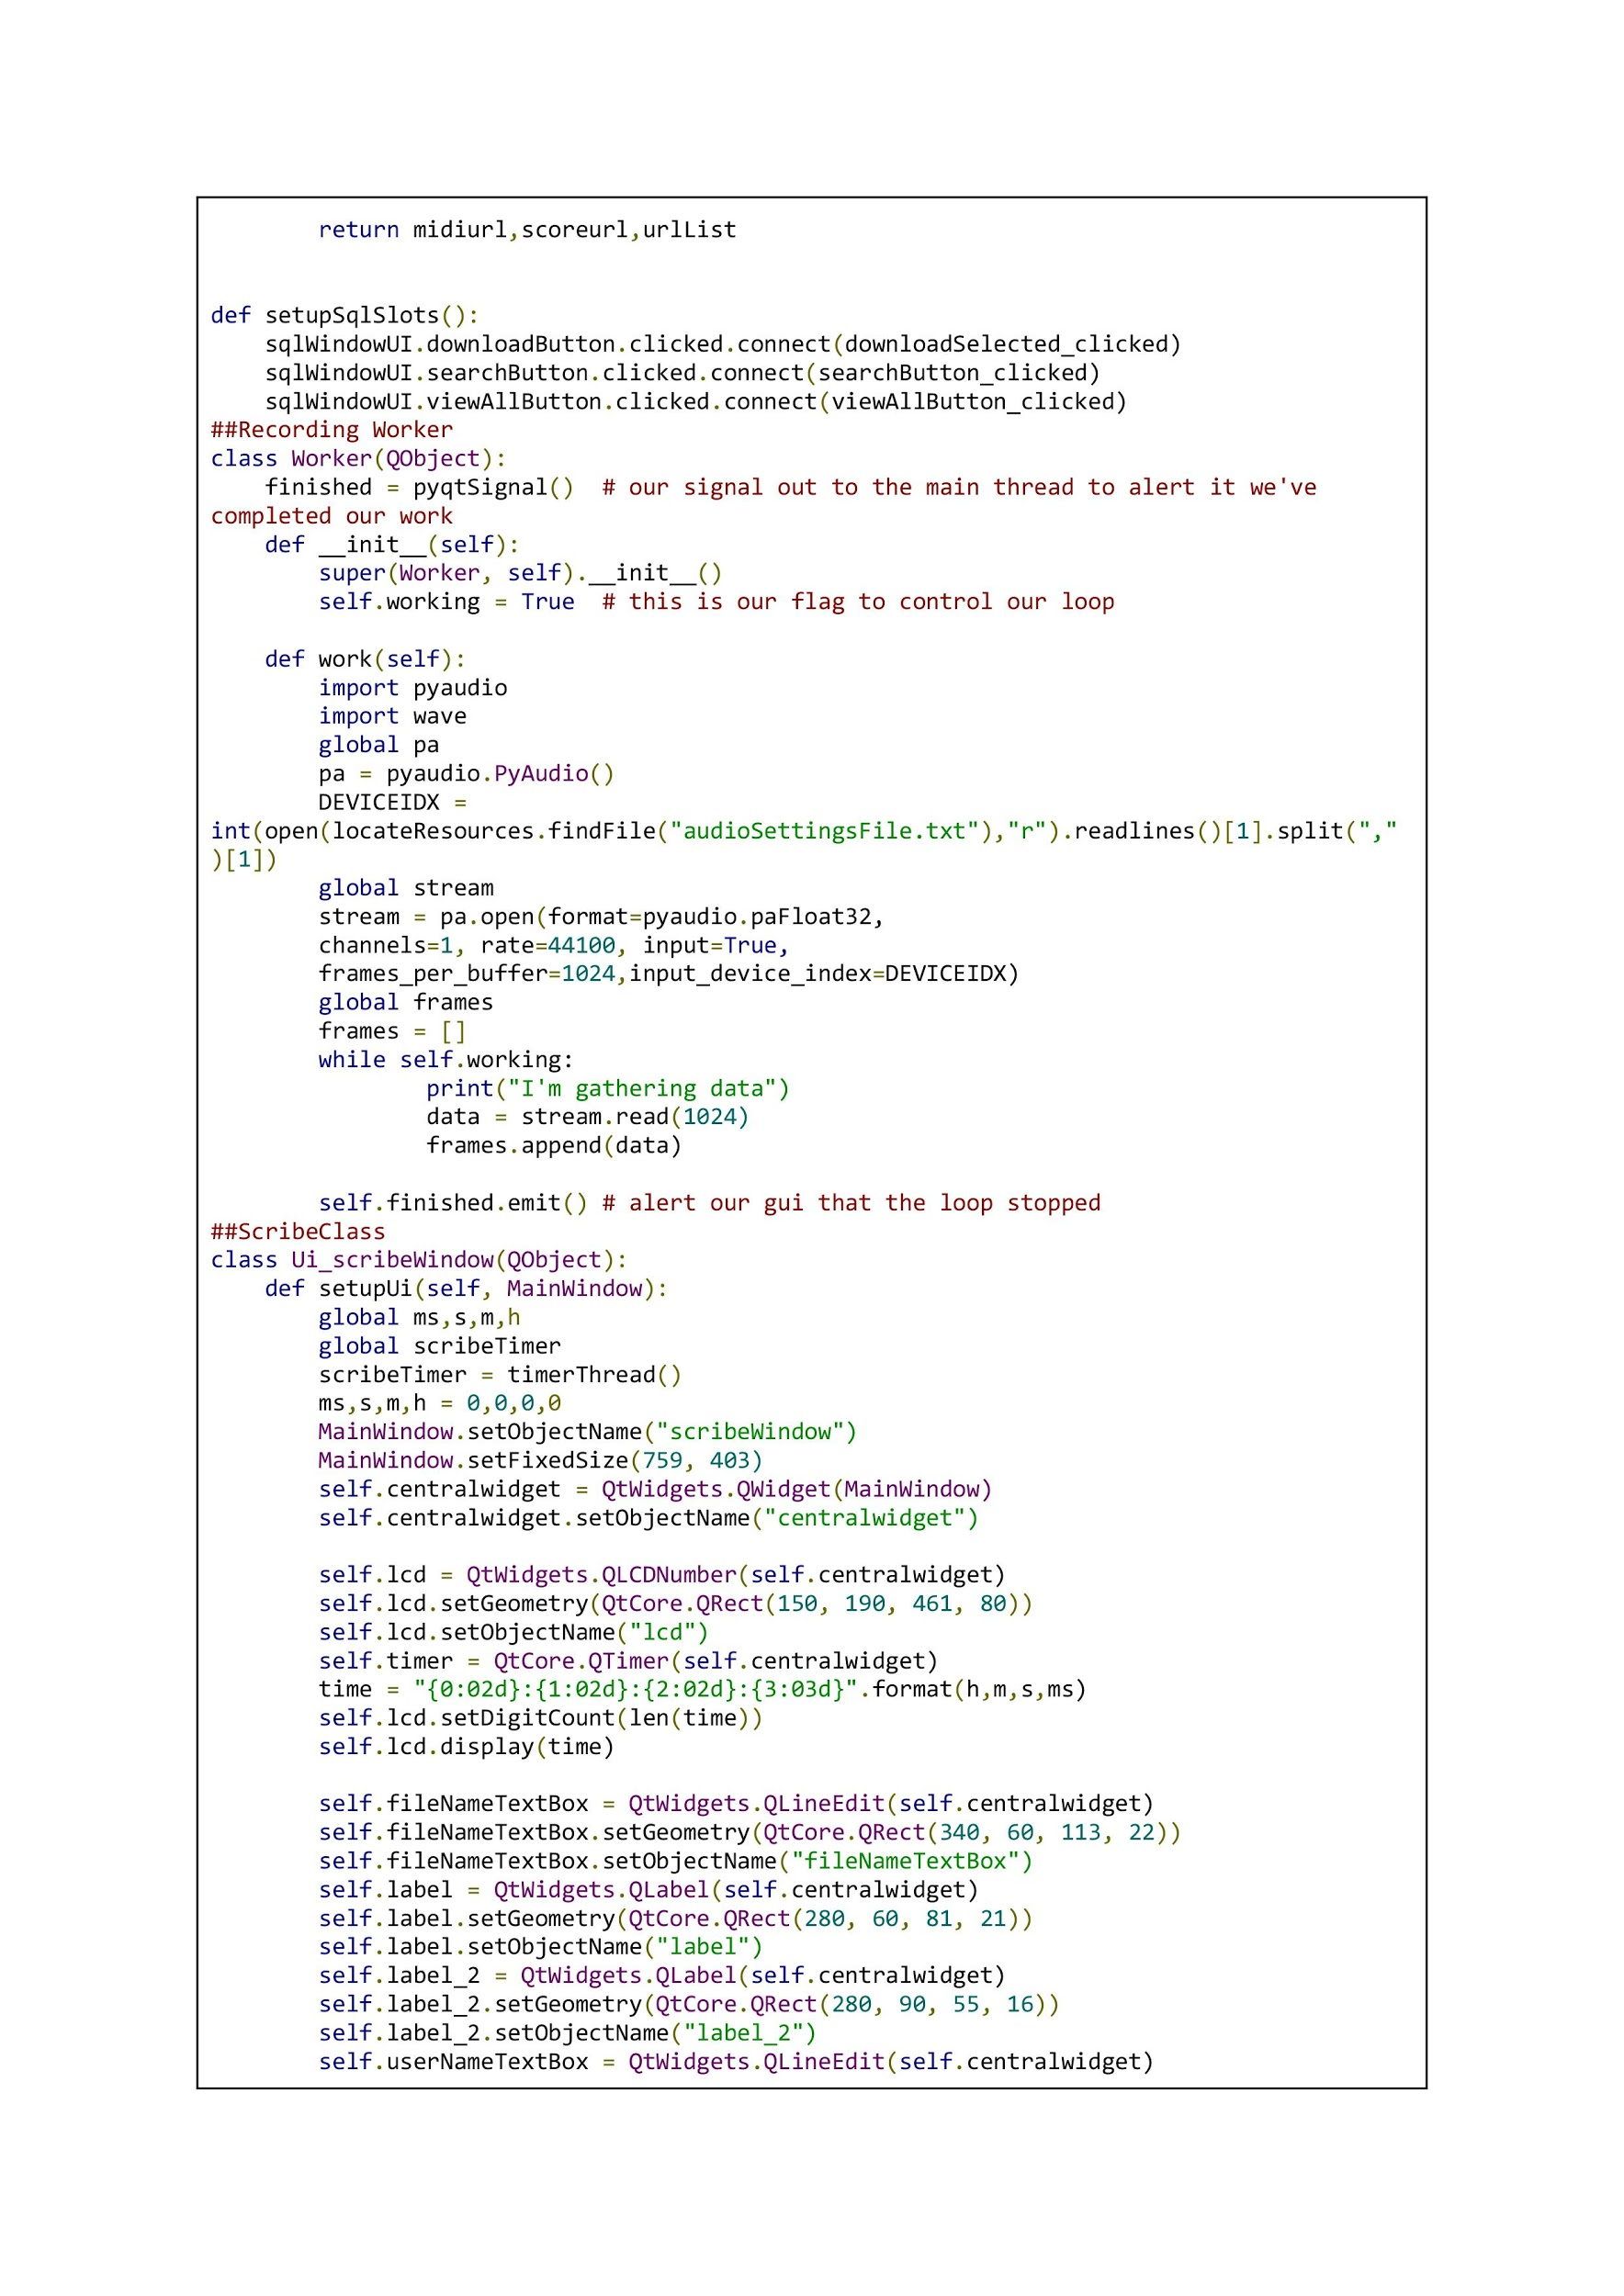 return midiurl,scoreurl,urlList


def setupSqlSlots():
    sqlWindowUI.downloadButton.clicked.connect(downloadSelected_clicked)
    sqlWindowUI.searchButton.clicked.connect(searchButton_clicked)
    sqlWindowUI.viewAllButton.clicked.connect(viewAllButton_clicked)
##Recording Worker
class Worker(QObject):
    finished = pyqtSignal()  # our signal out to the main thread to alert it we've
completed our work
    def __init__(self):
        super(Worker, self).__init__()
        self.working = True  # this is our flag to control our loop

    def work(self):
        import pyaudio
        import wave
        global pa
        pa = pyaudio.PyAudio()
        DEVICEIDX =
int(open(locateResources.findFile("audioSettingsFile.txt"),"r").readlines()[1].split(","
)[1])
        global stream
        stream = pa.open(format=pyaudio.paFloat32,
        channels=1, rate=44100, input=True,
        frames_per_buffer=1024,input_device_index=DEVICEIDX)
        global frames
        frames = []
        while self.working:
                print("I'm gathering data")
                data = stream.read(1024)
                frames.append(data)

        self.finished.emit() # alert our gui that the loop stopped
##ScribeClass
class Ui_scribeWindow(QObject):
    def setupUi(self, MainWindow):
        global ms,s,m,h
        global scribeTimer
        scribeTimer = timerThread()
        ms,s,m,h = 0,0,0,0
        MainWindow.setObjectName("scribeWindow")
        MainWindow.setFixedSize(759, 403)
        self.centralwidget = QtWidgets.QWidget(MainWindow)
        self.centralwidget.setObjectName("centralwidget")

        self.lcd = QtWidgets.QLCDNumber(self.centralwidget)
        self.lcd.setGeometry(QtCore.QRect(150, 190, 461, 80))
        self.lcd.setObjectName("lcd")
        self.timer = QtCore.QTimer(self.centralwidget)
        time = "{0:02d}:{1:02d}:{2:02d}:{3:03d}".format(h,m,s,ms)
        self.lcd.setDigitCount(len(time))
        self.lcd.display(time)

        self.fileNameTextBox = QtWidgets.QLineEdit(self.centralwidget)
        self.fileNameTextBox.setGeometry(QtCore.QRect(340, 60, 113, 22))
        self.fileNameTextBox.setObjectName("fileNameTextBox")
        self.label = QtWidgets.QLabel(self.centralwidget)
        self.label.setGeometry(QtCore.QRect(280, 60, 81, 21))
        self.label.setObjectName("label")
        self.label_2 = QtWidgets.QLabel(self.centralwidget)
        self.label_2.setGeometry(QtCore.QRect(280, 90, 55, 16))
        self.label_2.setObjectName("label_2")
        self.userNameTextBox = QtWidgets.QLineEdit(self.centralwidget)